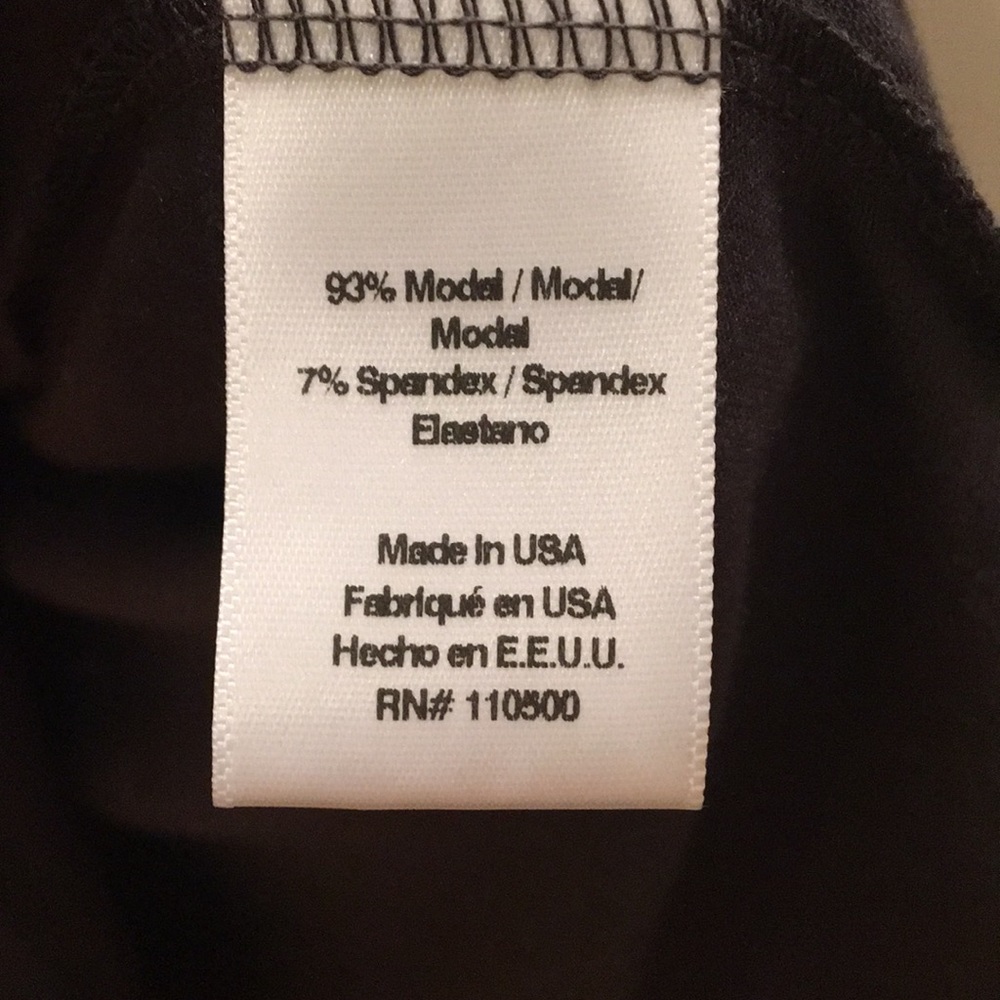 93% Modal / Modal/
Modal
7% Spandex / Spandex
Elastano
Made in USA
Fabriqué en USA
Hecho en E.E.U.U.
RN# 110500